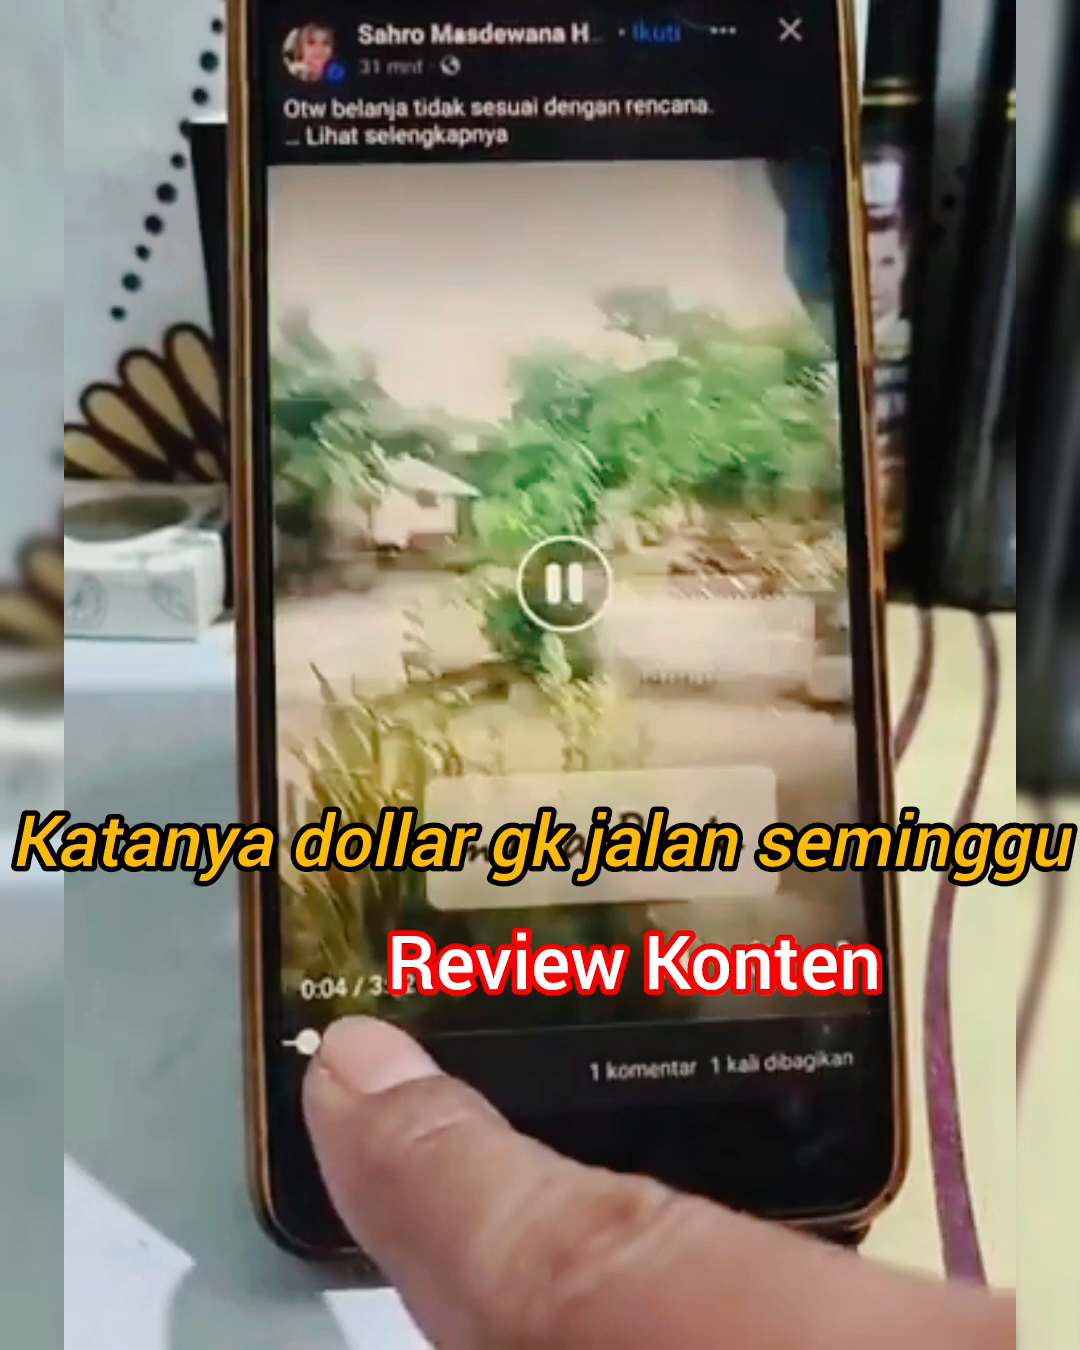 Sahro Masdewana H... • Ikuti ...
31 mnt
Otw belanja tidak sesuai dengan rencana.
... Lihat selengkapnya
Katanya dollar gk jalan seminggu
Review Konten
0:04 /
1 komentar 1 kali dibagikan